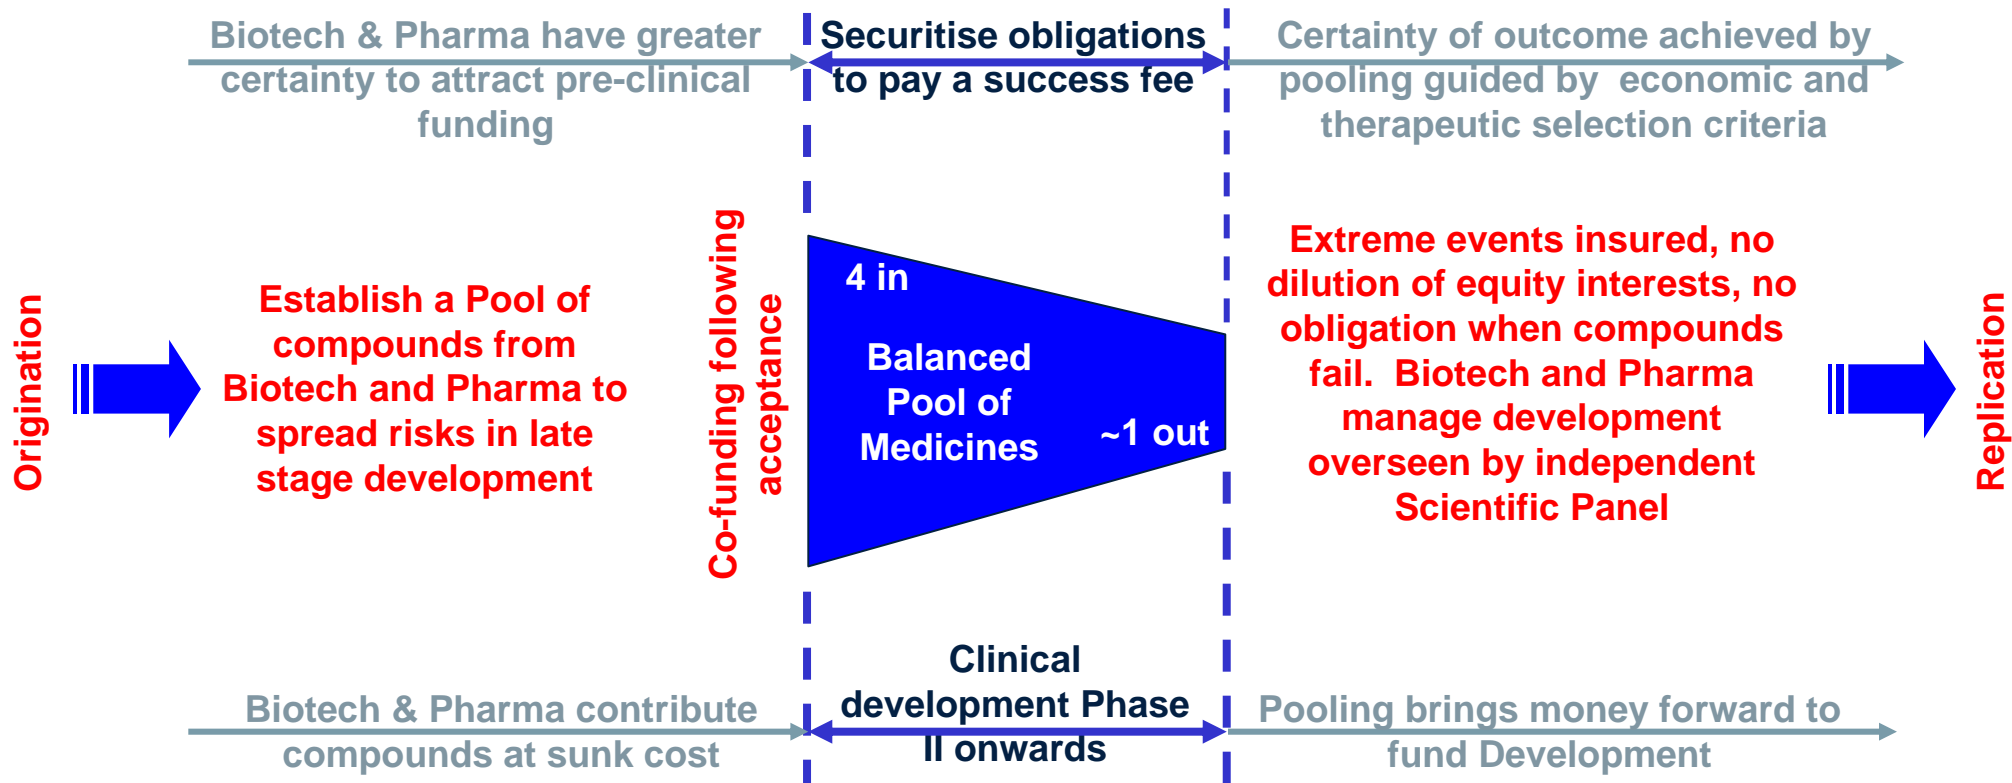 Biotech & Pharma have greater
certainty to attract pre-clinical
funding
Securitise obligations
to pay a success fee
Certainty of outcome achieved by
pooling guided by economic and
therapeutic selection criteria
Origination
Establish a Pool of
compounds from
Biotech and Pharma to
spread risks in late
stage development
Co-funding following
acceptance
4 in
Balanced
Pool of
Medicines
~1 out
Extreme events insured, no
dilution of equity interests, no
obligation when compounds
fail. Biotech and Pharma
manage development
overseen by independent
Scientific Panel
Replication
Biotech & Pharma contribute
compounds at sunk cost
Clinical
development Phase
II onwards
Pooling brings money forward to
fund Development